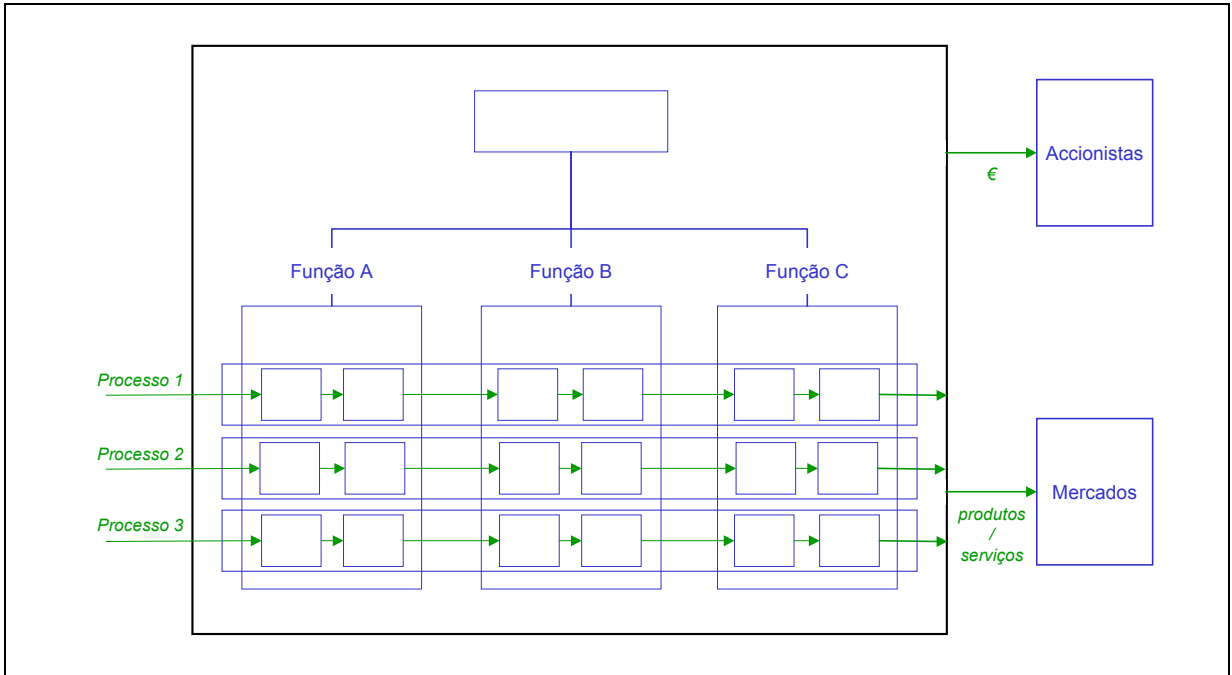 Accionistas
€
Função A
Função B
Função C
Processo 1
Processo 2
Processo 3
Mercados
produtos
/
serviços